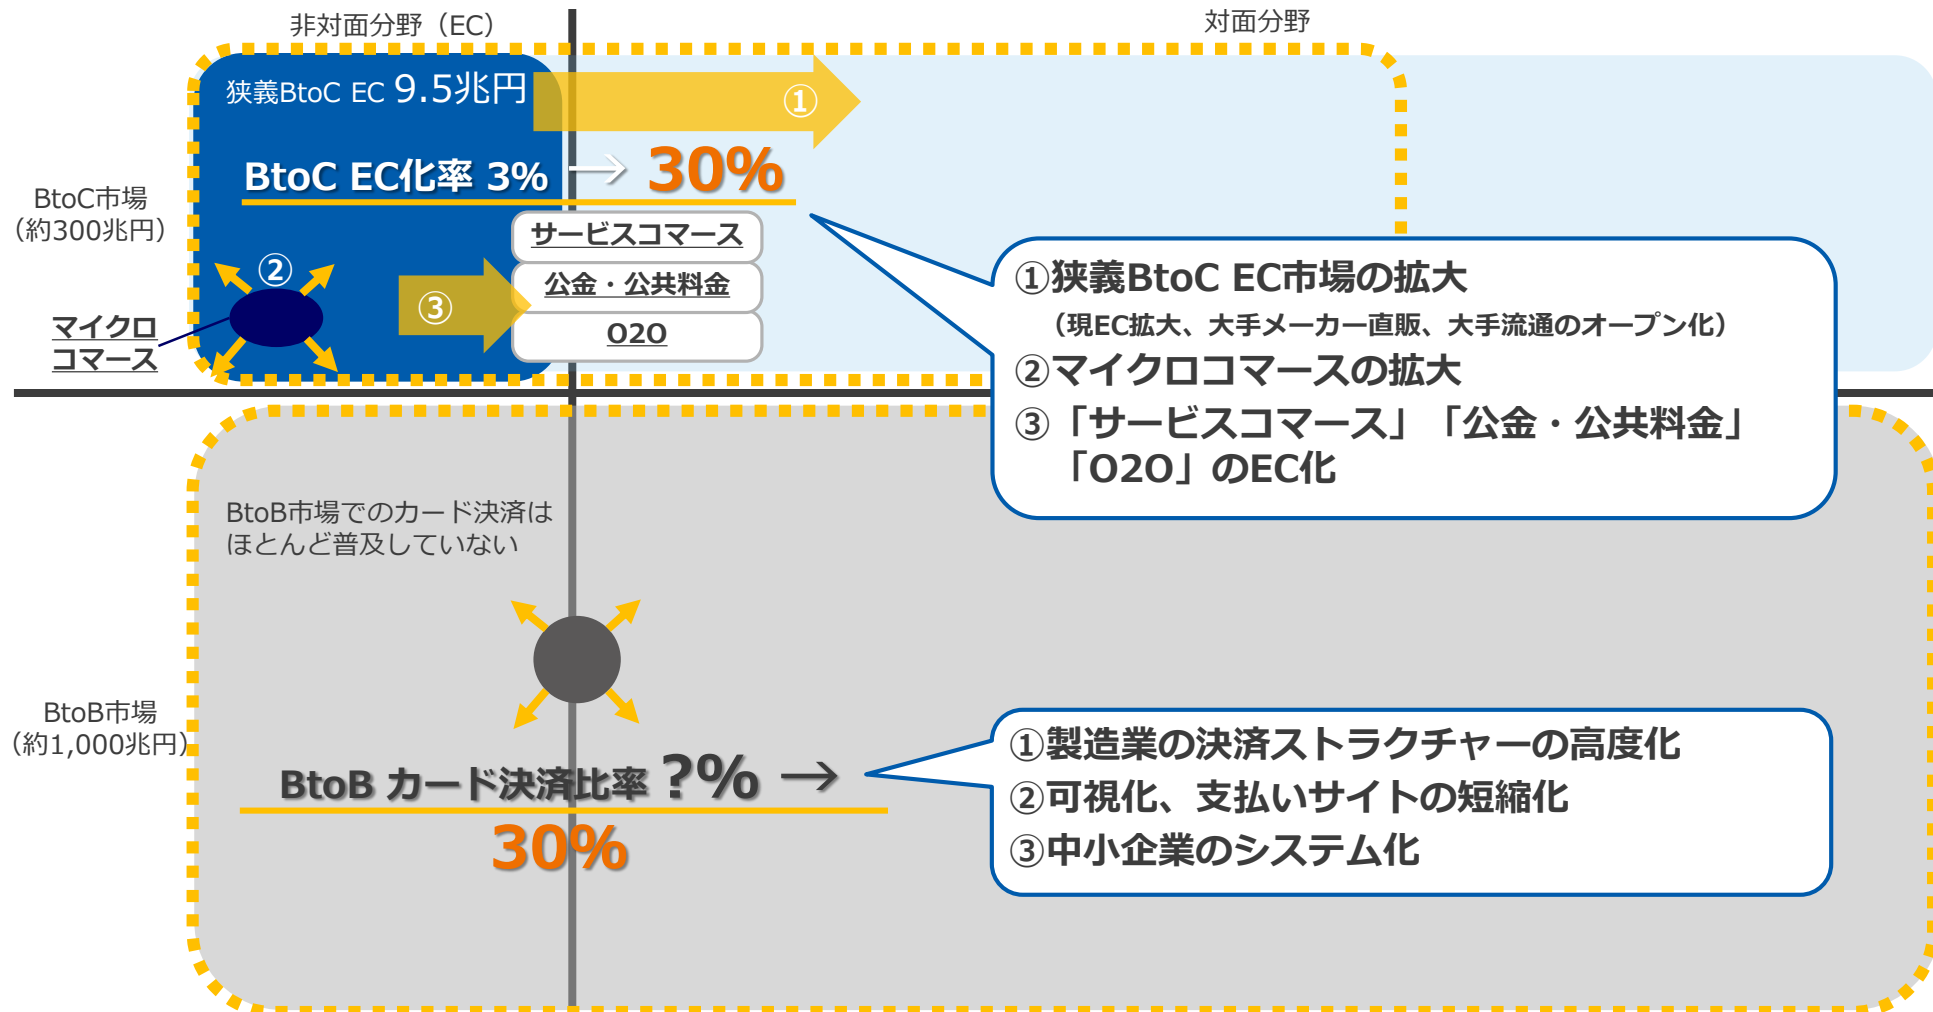 非対面分野（EC）
対面分野
狭義BtoC EC 9.5兆円
①
BtoC EC化率 3% → 30%
BtoC市場
（約300兆円）
サービスコマース
公金・公共料金
O2O
②
③
マイクロ
コマース
①狭義BtoC EC市場の拡大
（現EC拡大、大手メーカー直販、大手流通のオープン化）
②マイクロコマースの拡大
③「サービスコマース」「公金・公共料金」
「O2O」のEC化
BtoB市場でのカード決済は
ほとんど普及していない
BtoB市場
（約1,000兆円）
BtoB カード決済比率 ?% →
30%
①製造業の決済ストラクチャーの高度化
②可視化、支払いサイトの短縮化
③中小企業のシステム化